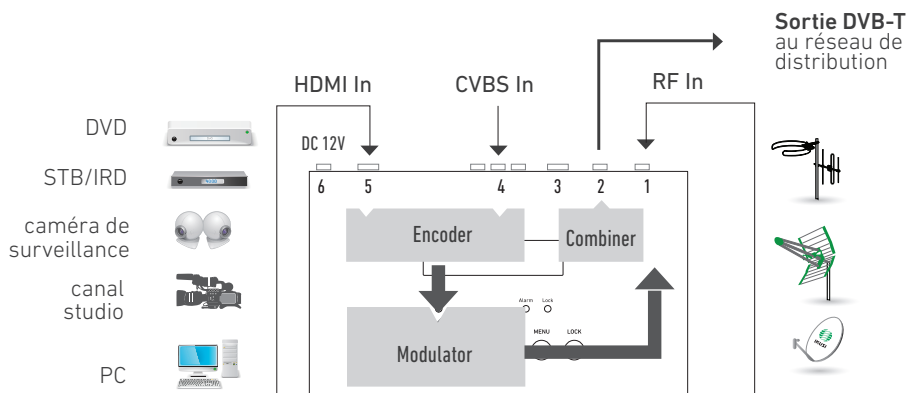 Sortie DVB-T
au réseau de
distribution
HDMI In
CVBS In
RF In
DVD
DC 12V
STB/IRD
6
5
4
3
2
1
caméra de
surveillance
Encoder
Combiner
canal
studio
Alarm
Lock
MENU
LOCK
Modulator
PC